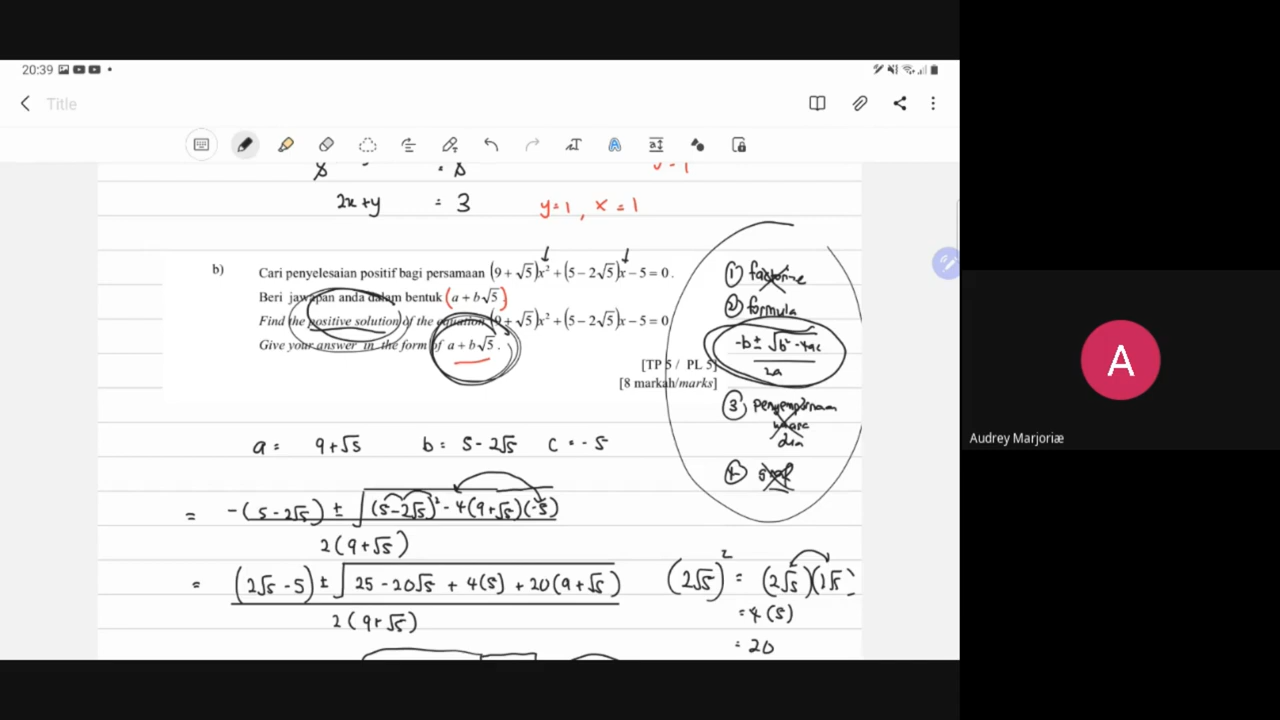 20:39
Title
2x + y = 3
y=1, x=1
b) Cari penyelesaian positif bagi persamaan (9 + √5)x² + (5 − 2√5)x − 5 = 0.
Beri jawapan anda dalam bentuk (a + b√5)
Find the positive solution of the equation (9 + √5)x² + (5 − 2√5)x − 5 = 0
Give your answer in the form of a + b√5.
[TP 5 / PL 5]
[8 markah/marks]
① factorize
② formula
-b ± √b² - 4ac
2a
③ penyempurnaan
kuasa
dua
④
a = 9+√5 b = 5-2√5 c = -5
= -(5-2√5) ± √(5-2√5)² - 4(9+√5)(-5)
2(9+√5)
= (2√5 - 5) ± √25 - 20√5 + 4(5) + 20(9+√5)
2(9+√5)
(2√5)² = (2√5)(2√5)
= 4(5)
= 20
A
Audrey Marjoriæ